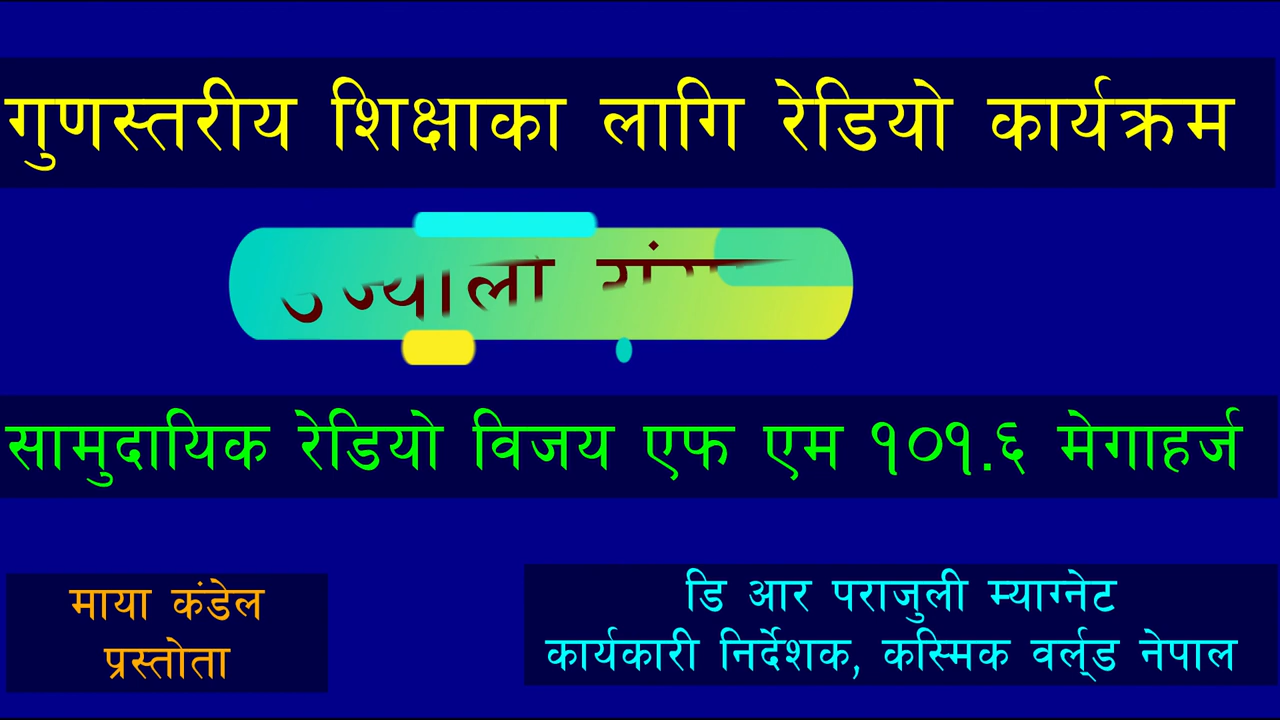 गुणस्तरीय शिक्षाका लागि रेडियो कार्यक्रम
सामुदायिक रेडियो विजय एफ एम १०१.६ मेगाहर्ज
माया कंडेल
प्रस्तोता
डि आर पराजुली म्याग्नेट
कार्यकारी निर्देशक, कस्मिक वर्ल्ड नेपाल